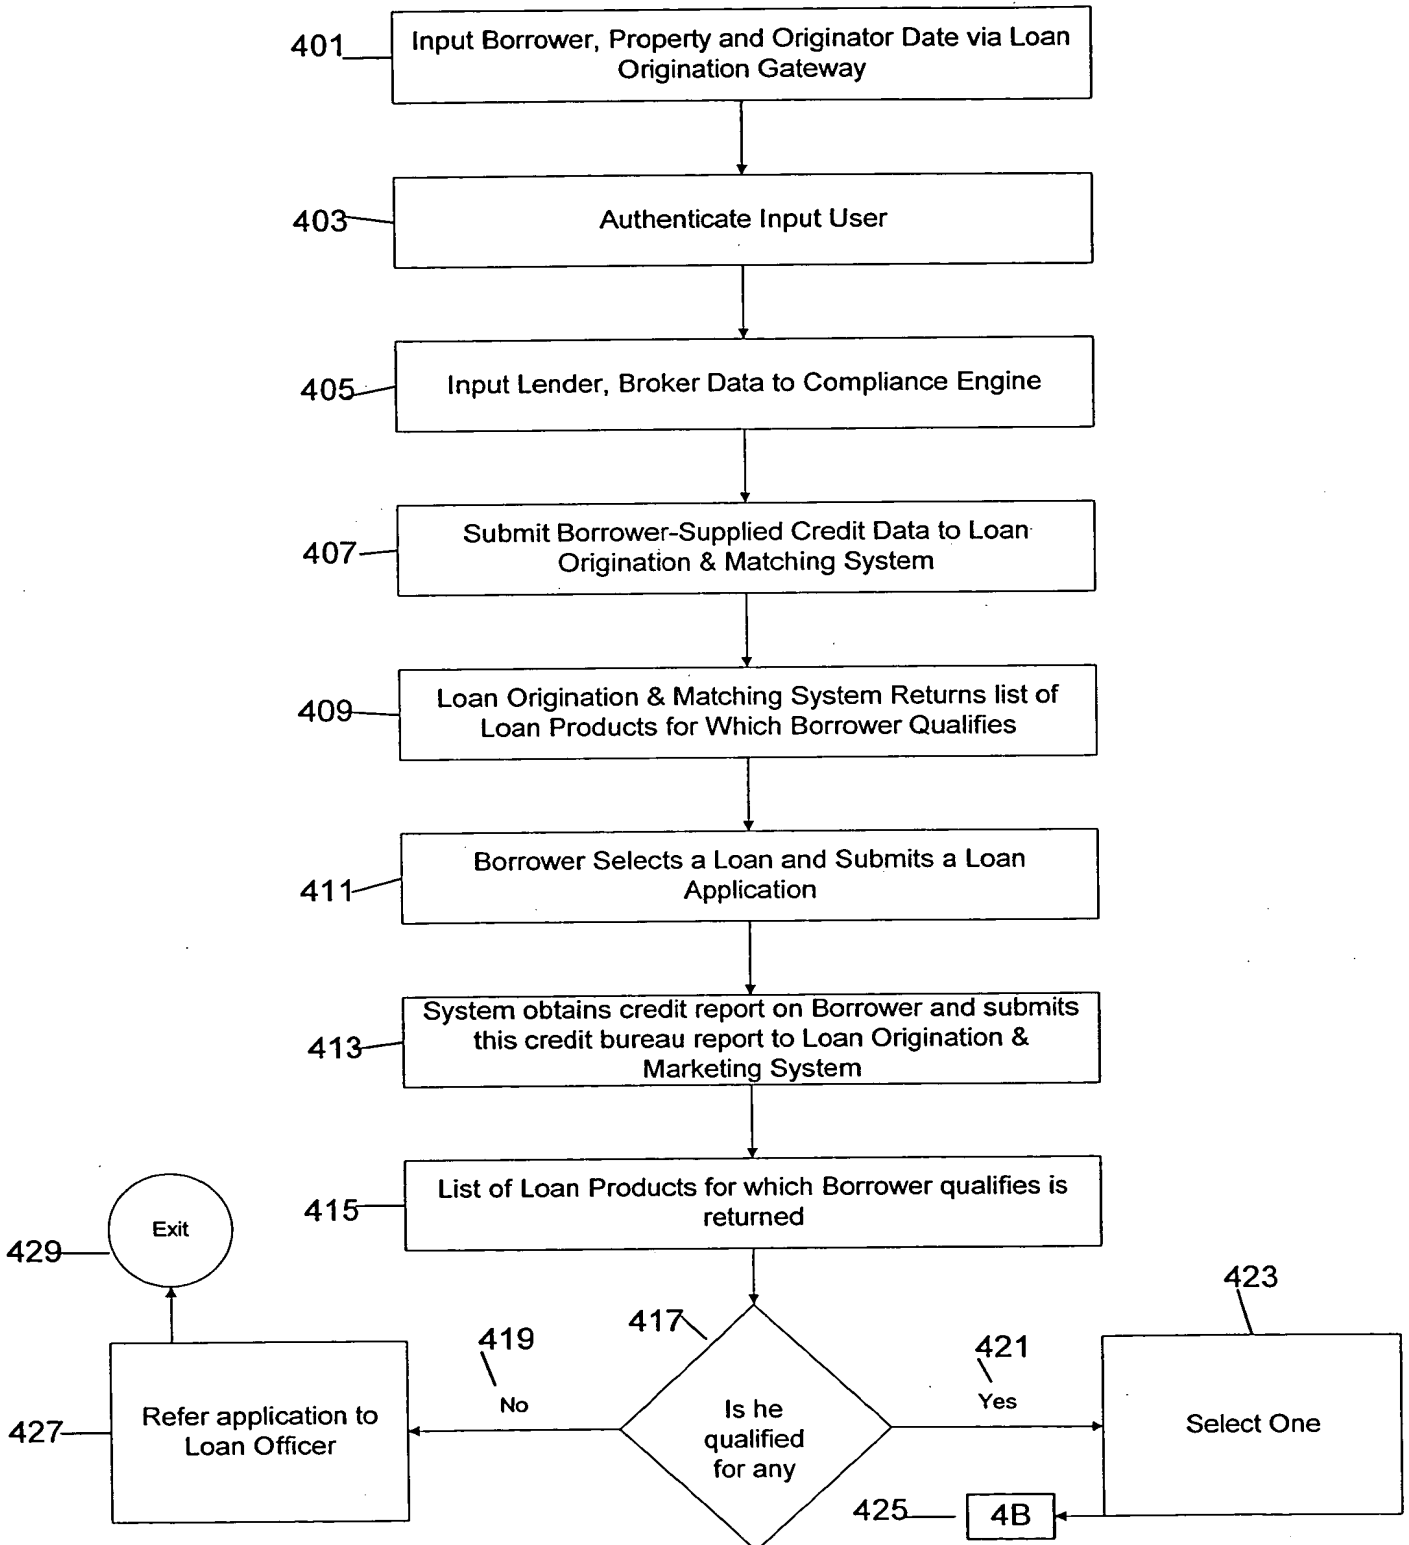 401
Input Borrower, Property and Originator Date via Loan
Origination Gateway
403
Authenticate Input User
405
Input Lender, Broker Data to Compliance Engine
407
Submit Borrower-Supplied Credit Data to Loan
Origination & Matching System
409
Loan Origination & Matching System Returns list of
Loan Products for Which Borrower Qualifies
411
Borrower Selects a Loan and Submits a Loan
Application
413
System obtains credit report on Borrower and submits
this credit bureau report to Loan Origination &
Marketing System
415
List of Loan Products for which Borrower qualifies is
returned
Exit
429
423
417
419
421
No
Yes
Is he
qualified
for any
427
Refer application to
Loan Officer
Select One
425
4B